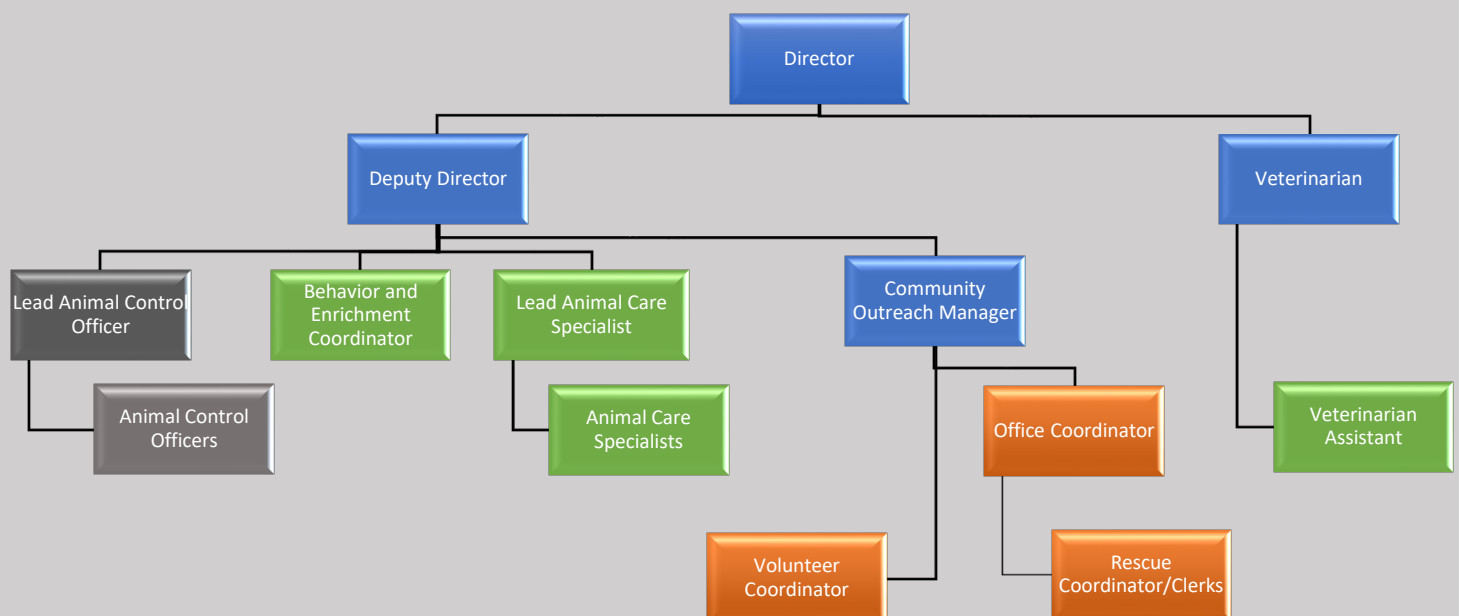 Director
Deputy Director
Veterinarian
Lead Animal Control
Officer
Behavior and
Enrichment
Coordinator
Lead Animal Care
Specialist
Community
Outreach Manager
Animal Control
Officers
Animal Care
Specialists
Office Coordinator
Veterinarian
Assistant
Volunteer
Coordinator
Rescue
Coordinator/Clerks